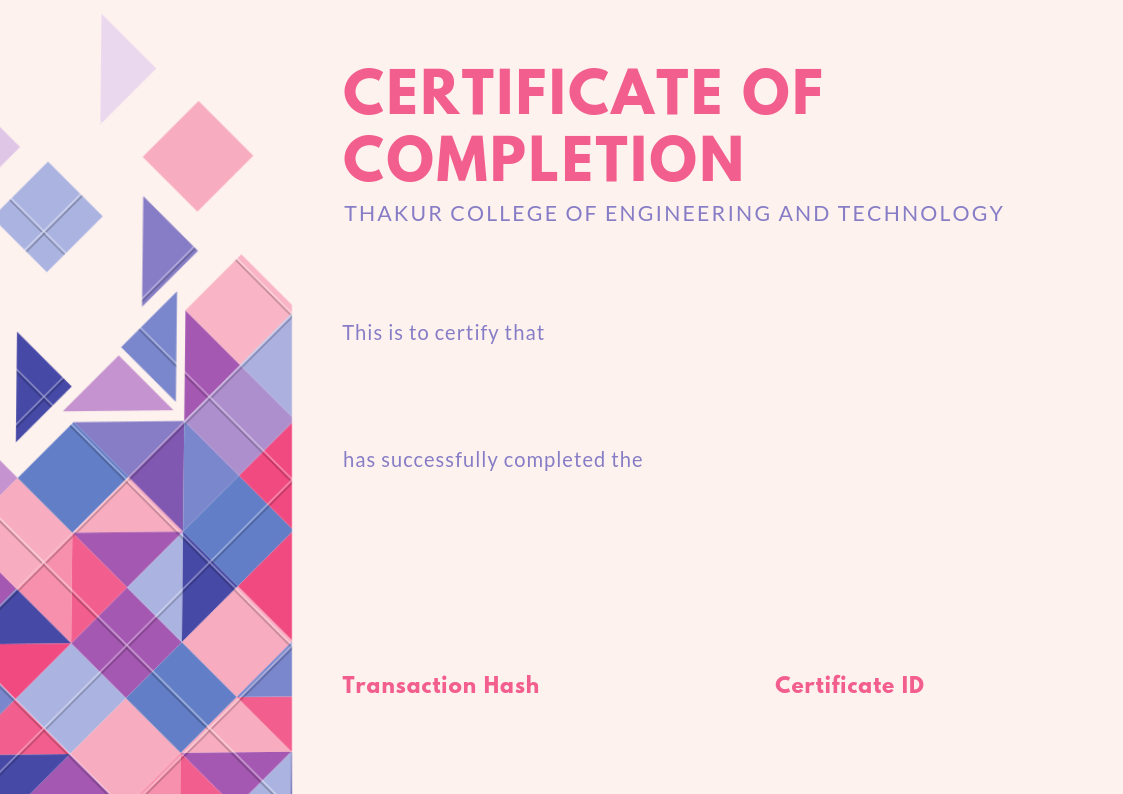 CERTIFICATE OF
COMPLETION
THAKUR COLLEGE OF ENGINEERING AND TECHNOLOGY
This is to certify that
has successfully completed the
Transaction Hash
Certificate ID